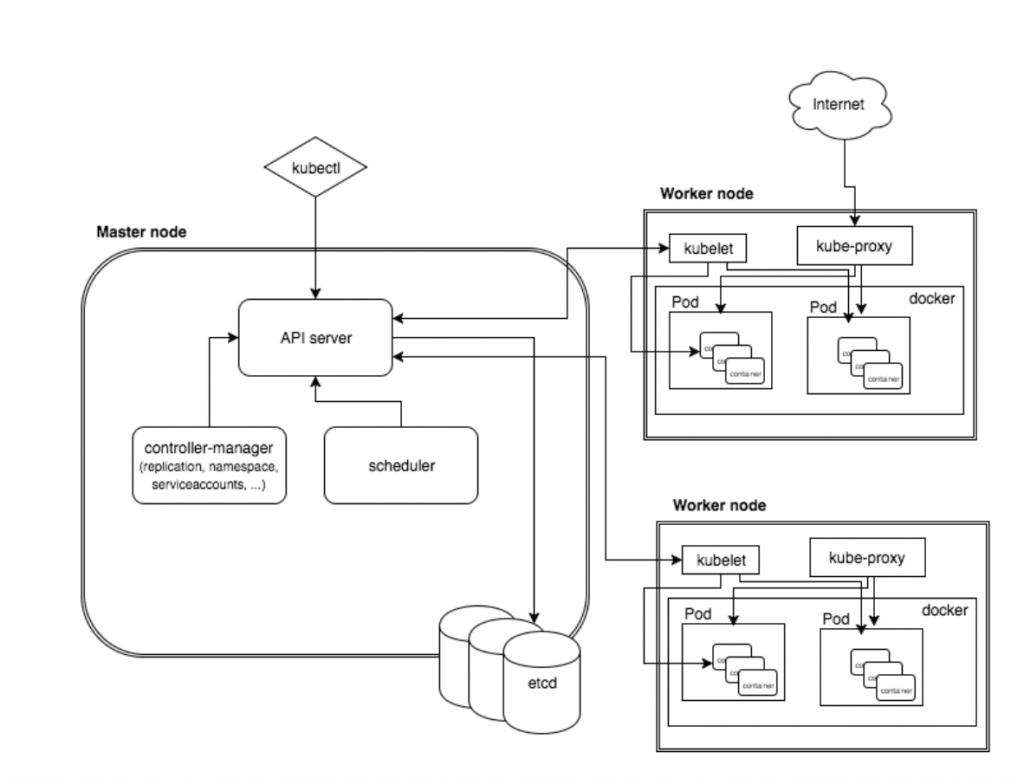 Internet
kubectl
Master node
API server
controller-manager
(replication, namespace,
serviceaccounts, ...)
scheduler
etcd
Worker node
kubelet
kube-proxy
docker
Pod
container
Pod
container
Worker node
kubelet
kube-proxy
docker
Pod
container
Pod
container